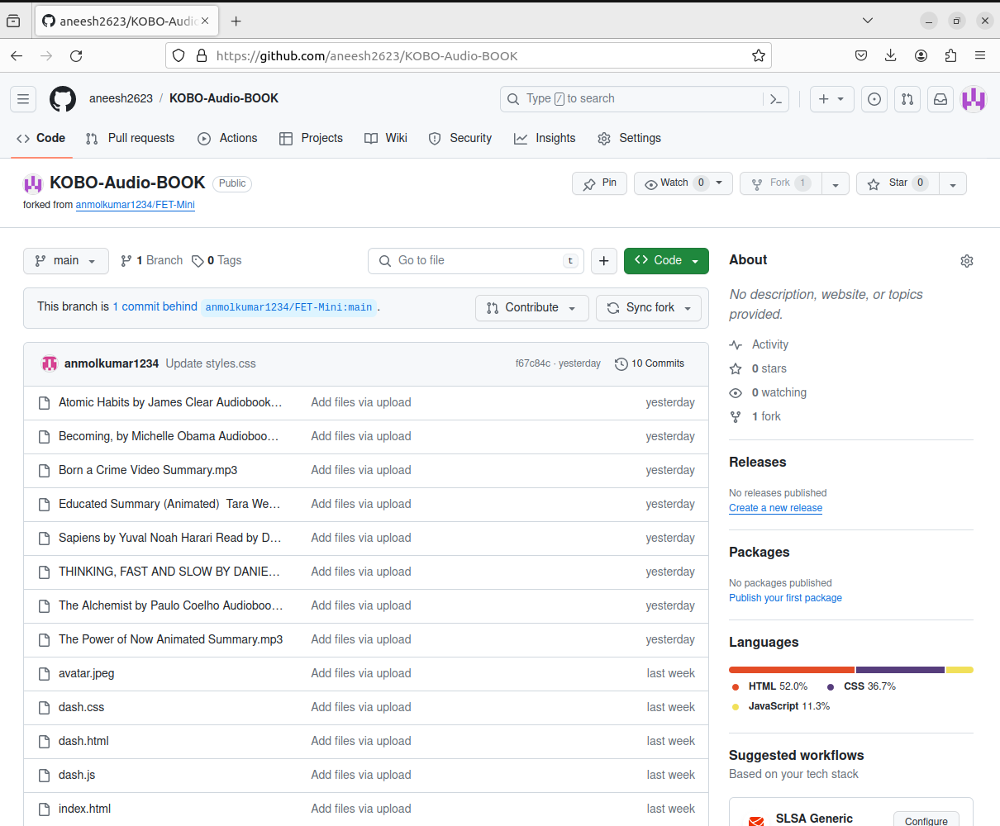 aneesh2623/KOBO-Audio
https://github.com/aneesh2623/KOBO-Audio-BOOK
aneesh2623 / KOBO-Audio-BOOK
Type / to search
Code Pull requests Actions Projects Wiki Security Insights Settings
KOBO-Audio-BOOK Public
Pin Watch 0 Fork 1 Star 0
forked from anmolkumar1234/FET-Mini
main 1 Branch 0 Tags Go to file t + Code
This branch is 1 commit behind anmolkumar1234/FET-Mini:main .
Contribute Sync fork
anmolkumar1234 Update styles.css f67c84c · yesterday 10 Commits
Atomic Habits by James Clear Audiobook… Add files via upload yesterday
Becoming, by Michelle Obama Audioboo… Add files via upload yesterday
Born a Crime Video Summary.mp3 Add files via upload yesterday
Educated Summary (Animated) Tara We… Add files via upload yesterday
Sapiens by Yuval Noah Harari Read by D… Add files via upload yesterday
THINKING, FAST AND SLOW BY DANIE… Add files via upload yesterday
The Alchemist by Paulo Coelho Audioboo… Add files via upload yesterday
The Power of Now Animated Summary.mp3 Add files via upload yesterday
avatar.jpeg Add files via upload last week
dash.css Add files via upload last week
dash.html Add files via upload last week
dash.js Add files via upload last week
index.html Add files via upload last week
About
No description, website, or topics
provided.
Activity
0 stars
0 watching
1 fork
Releases
No releases published
Create a new release
Packages
No packages published
Publish your first package
Languages
HTML 52.0% CSS 36.7%
JavaScript 11.3%
Suggested workflows
Based on your tech stack
SLSA Generic
Configure